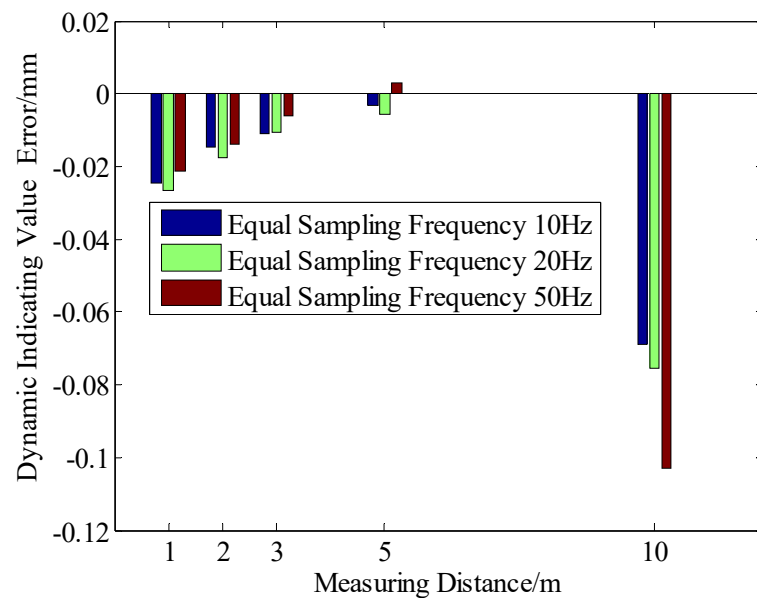 0.02
0
-0.02
-0.04
-0.06
-0.08
-0.1
-0.12
Dynamic Indicating Value Error/mm
Equal Sampling Frequency 10Hz
Equal Sampling Frequency 20Hz
Equal Sampling Frequency 50Hz
1 2 3 5 10
Measuring Distance/m